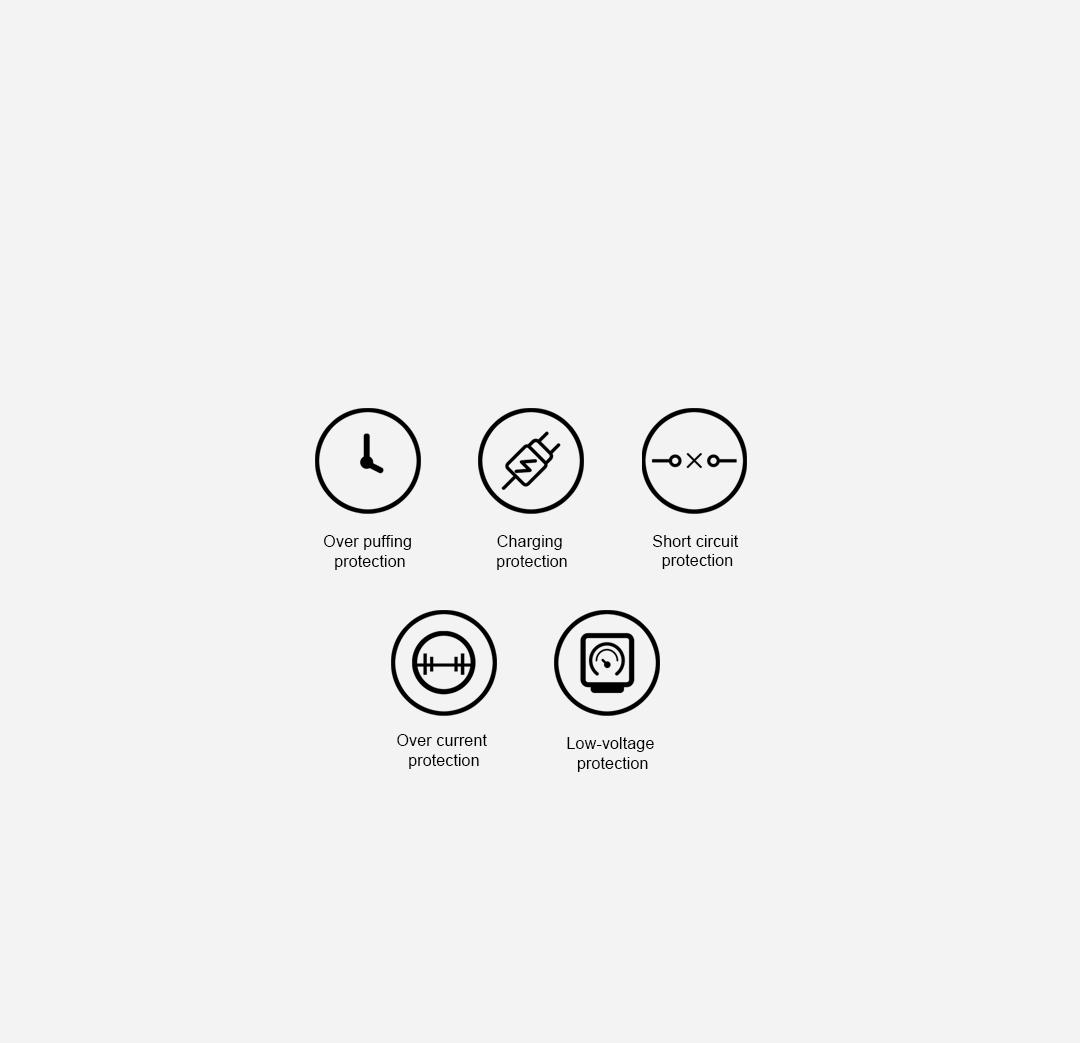 Over puffing
protection
Charging
protection
Short circuit
protection
Over current
protection
Low-voltage
protection